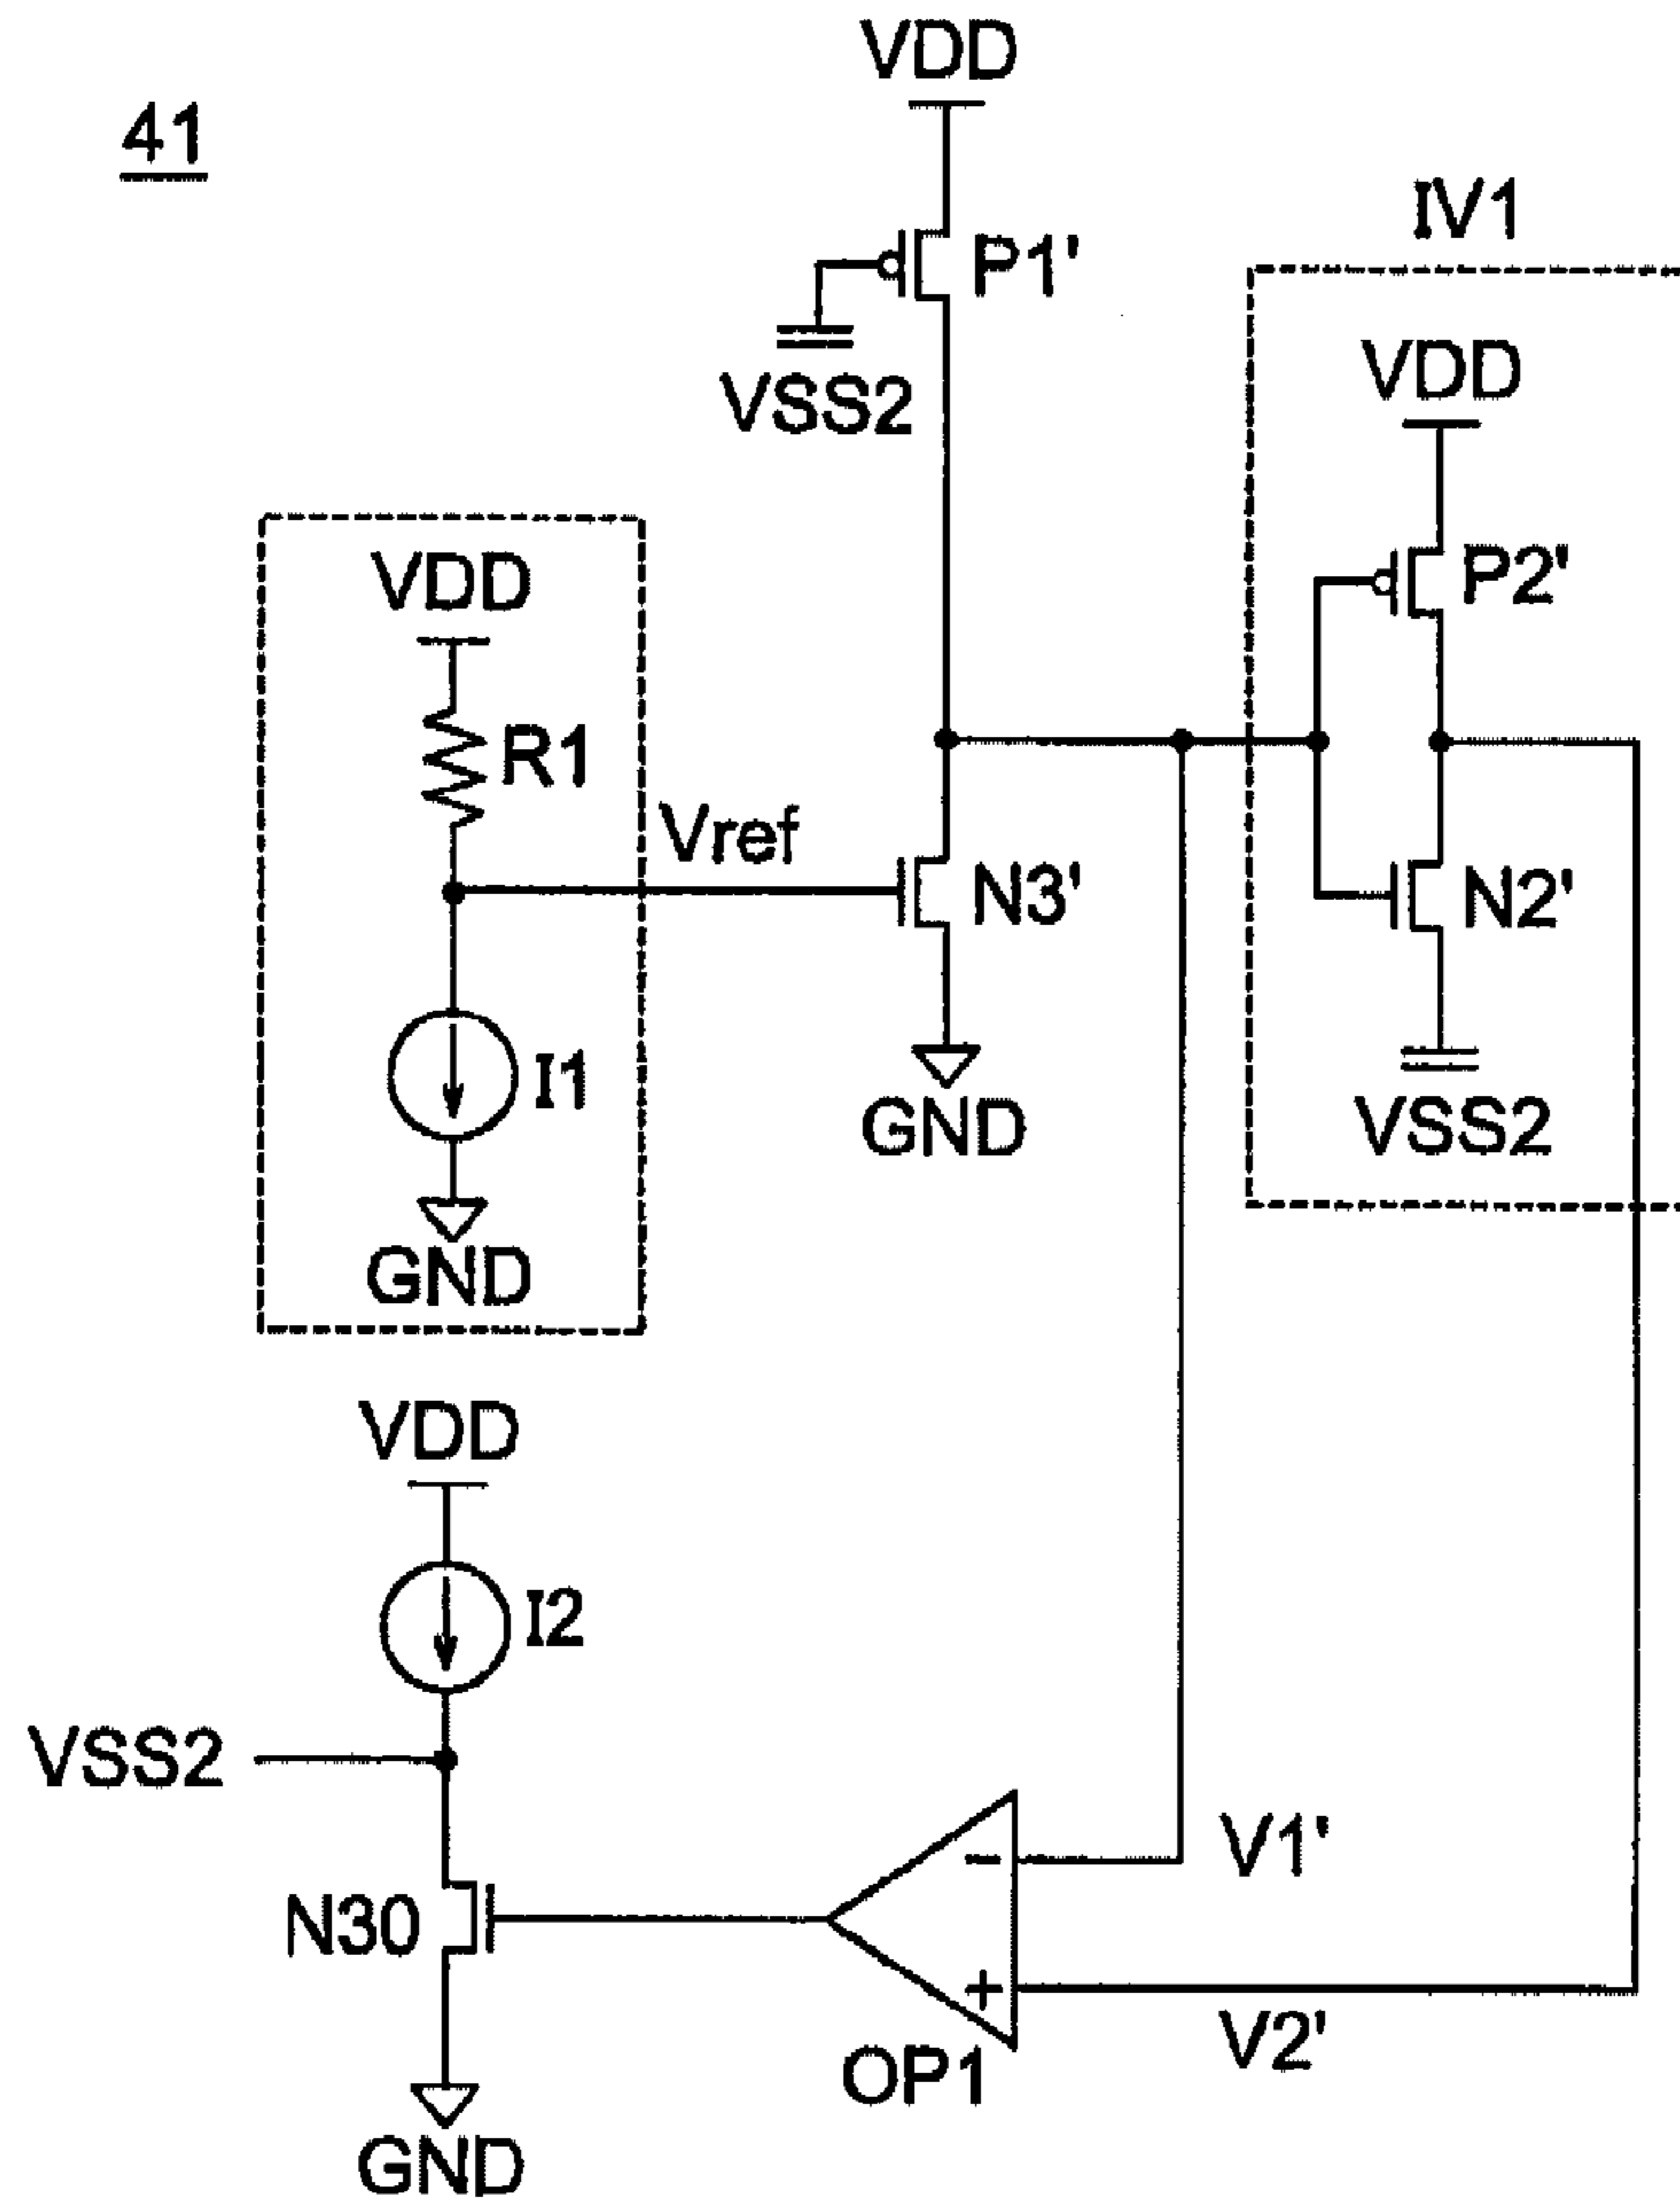 41
VDD
P1'
VSS2
IV1
VDD
P2'
N2'
VSS2
VDD
R1
Vref
N3'
I1
GND
GND
VDD
I2
VSS2
N30
GND
-
+
OP1
V1'
V2'